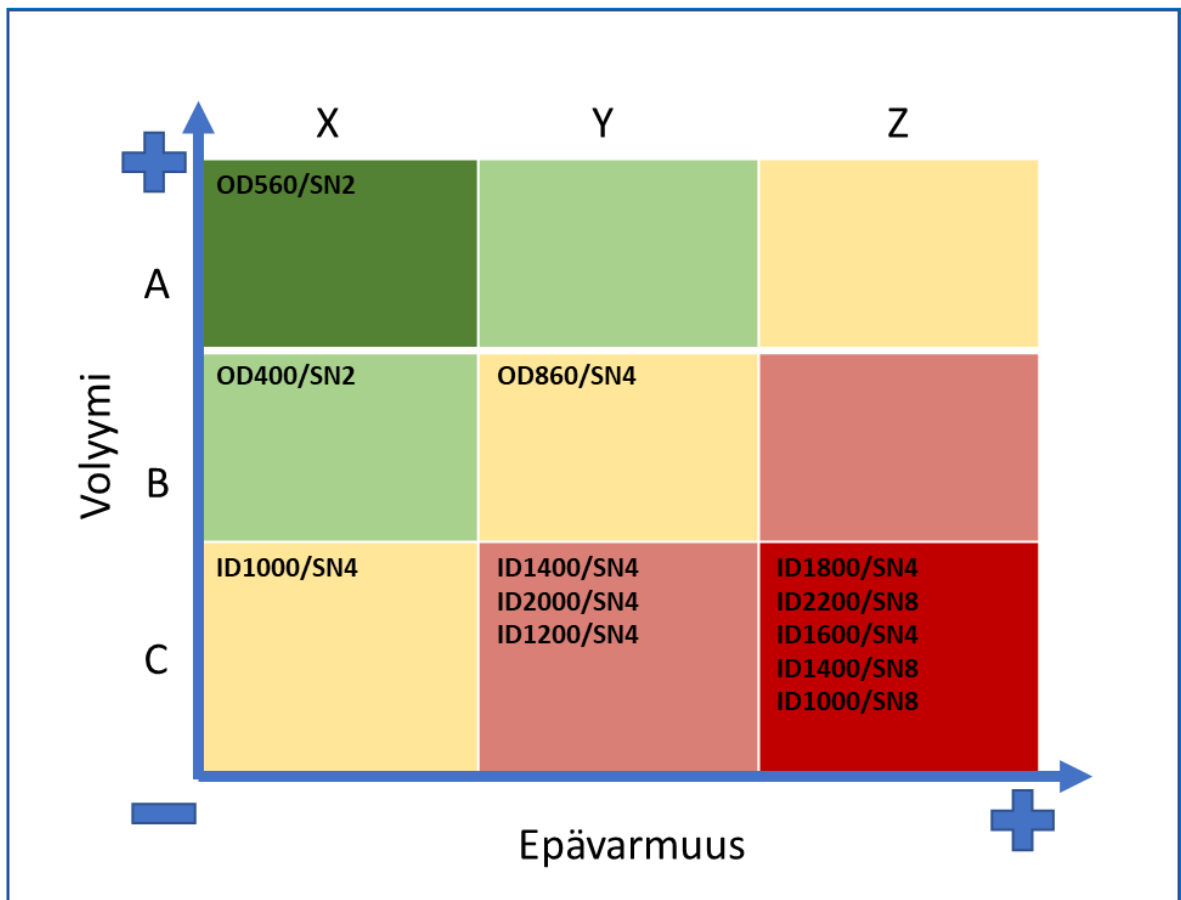 X Y Z
A
OD560/SN2
Volyymi
B
OD400/SN2
OD860/SN4
C
ID1000/SN4
ID1400/SN4
ID2000/SN4
ID1200/SN4
ID1800/SN4
ID2200/SN8
ID1600/SN4
ID1400/SN8
ID1000/SN8
Epävarmuus